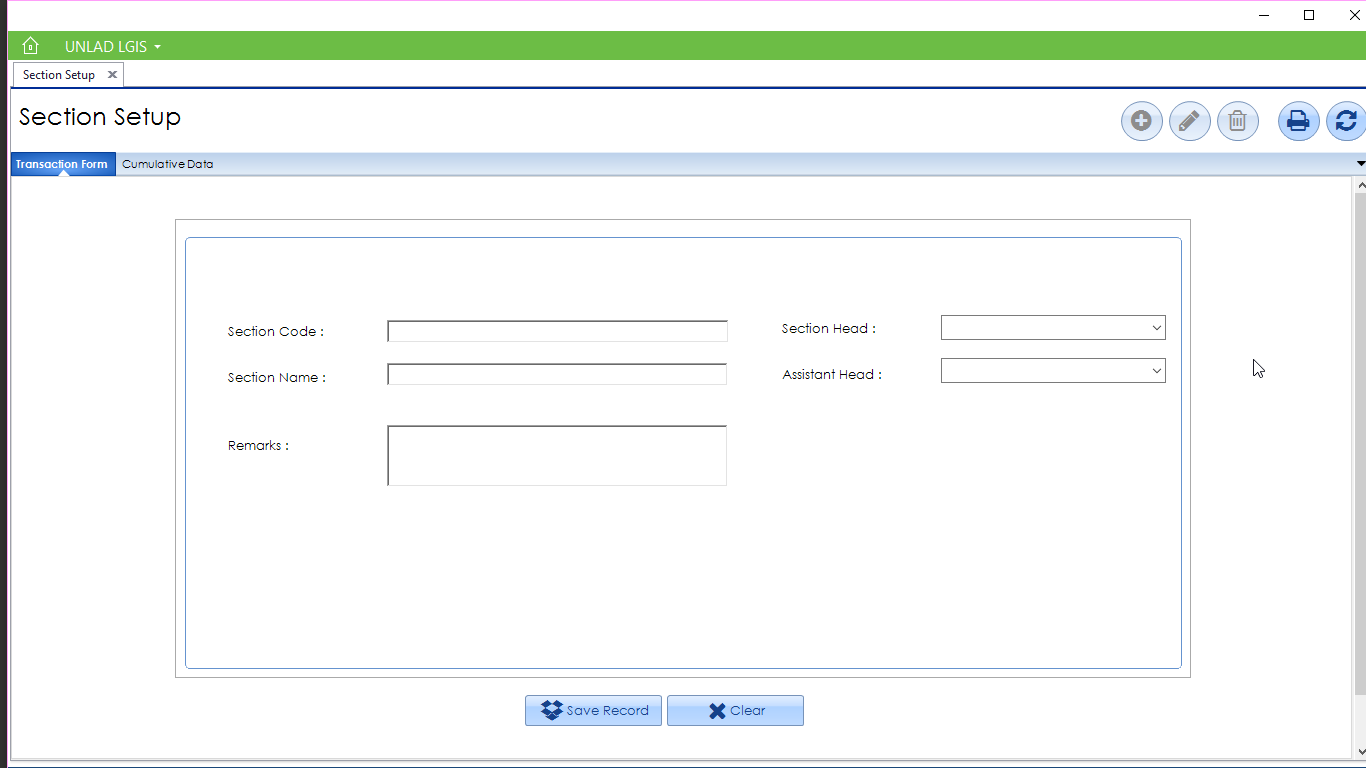 UNLAD LGIS
Section Setup
Section Setup
Transaction Form Cumulative Data
Section Code :
Section Head :
Section Name :
Assistant Head :
Remarks :
Save Record
Clear